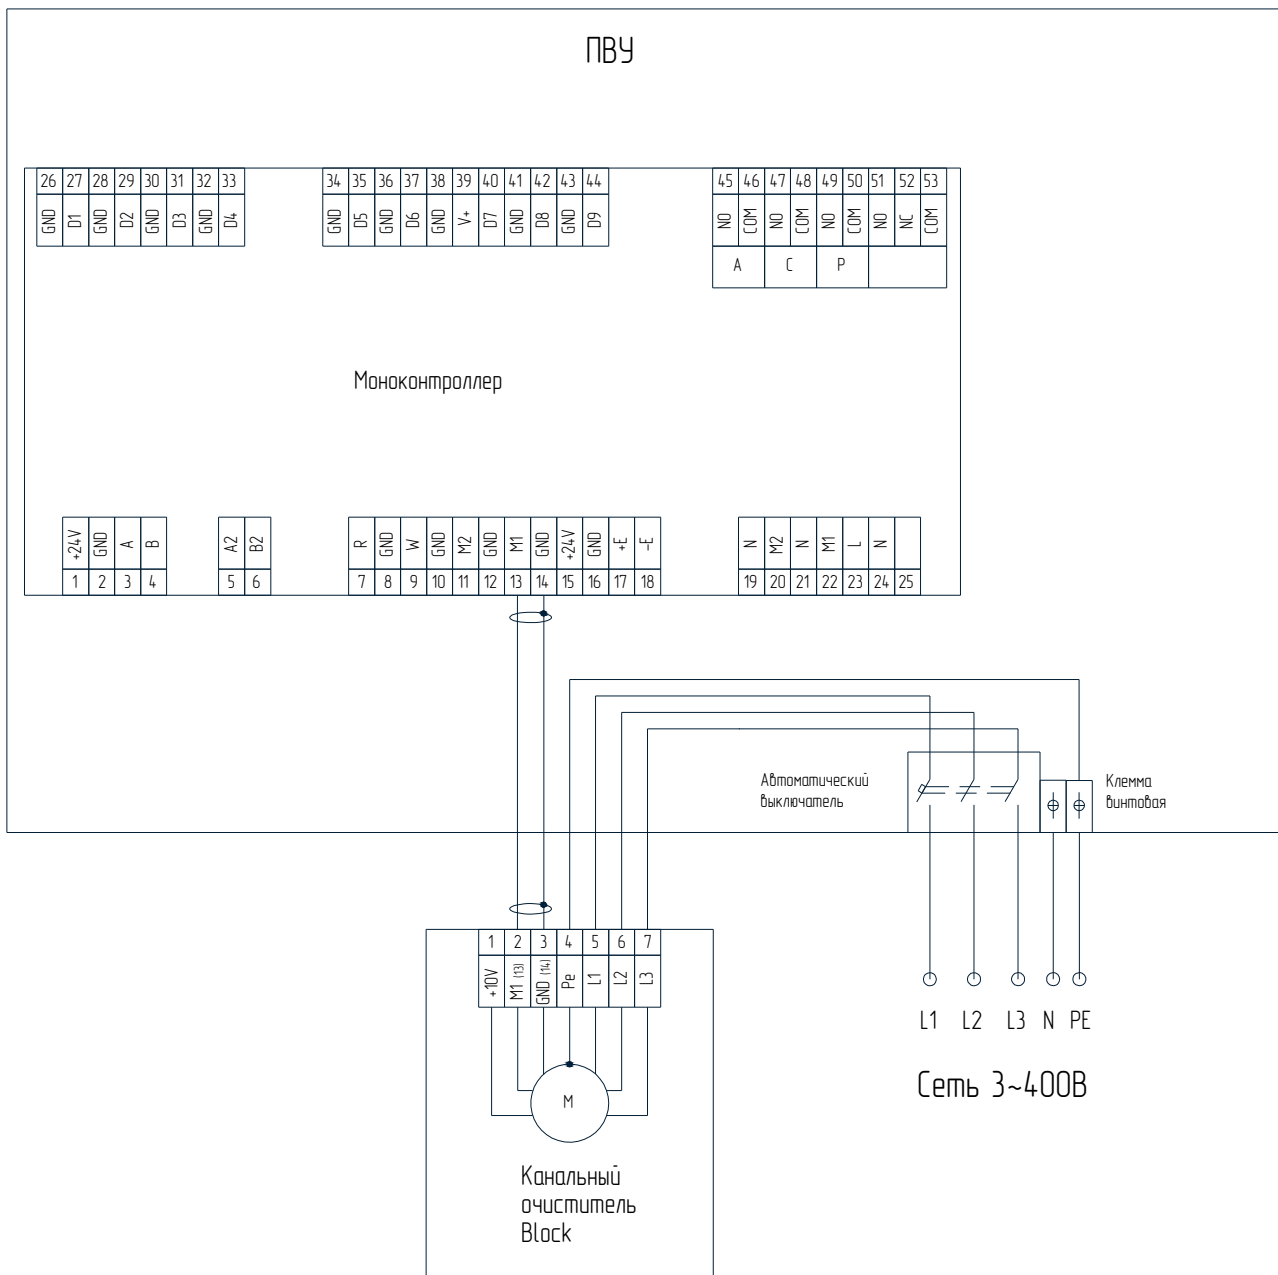 ПВУ
26 27 28 29 30 31 32 33
GND D1 GND D2 GND D3 GND D4
34 35 36 37 38 39 40 41 42 43 44
GND D5 GND D6 GND V+ D7 GND D8 GND D9
45 46 47 48 49 50 51 52 53
NO COM NO COM NO COM NO NC COM
A C P
Моноконтроллер
+24V GND A B
1 2 3 4
A2 B2
5 6
R GND W GND M2 GND M1 GND +24V GND +E -E
7 8 9 10 11 12 13 14 15 16 17 18
N M2 N M1 L N
19 20 21 22 23 24 25
Автоматический
выключатель
Клемма
винтовая
1 2 3 4 5 6 7
+10V M1 (13) GND (14) Pe L1 L2 L3
M
Канальный
очиститель
Block
L1 L2 L3 N PE
Сеть 3~400В